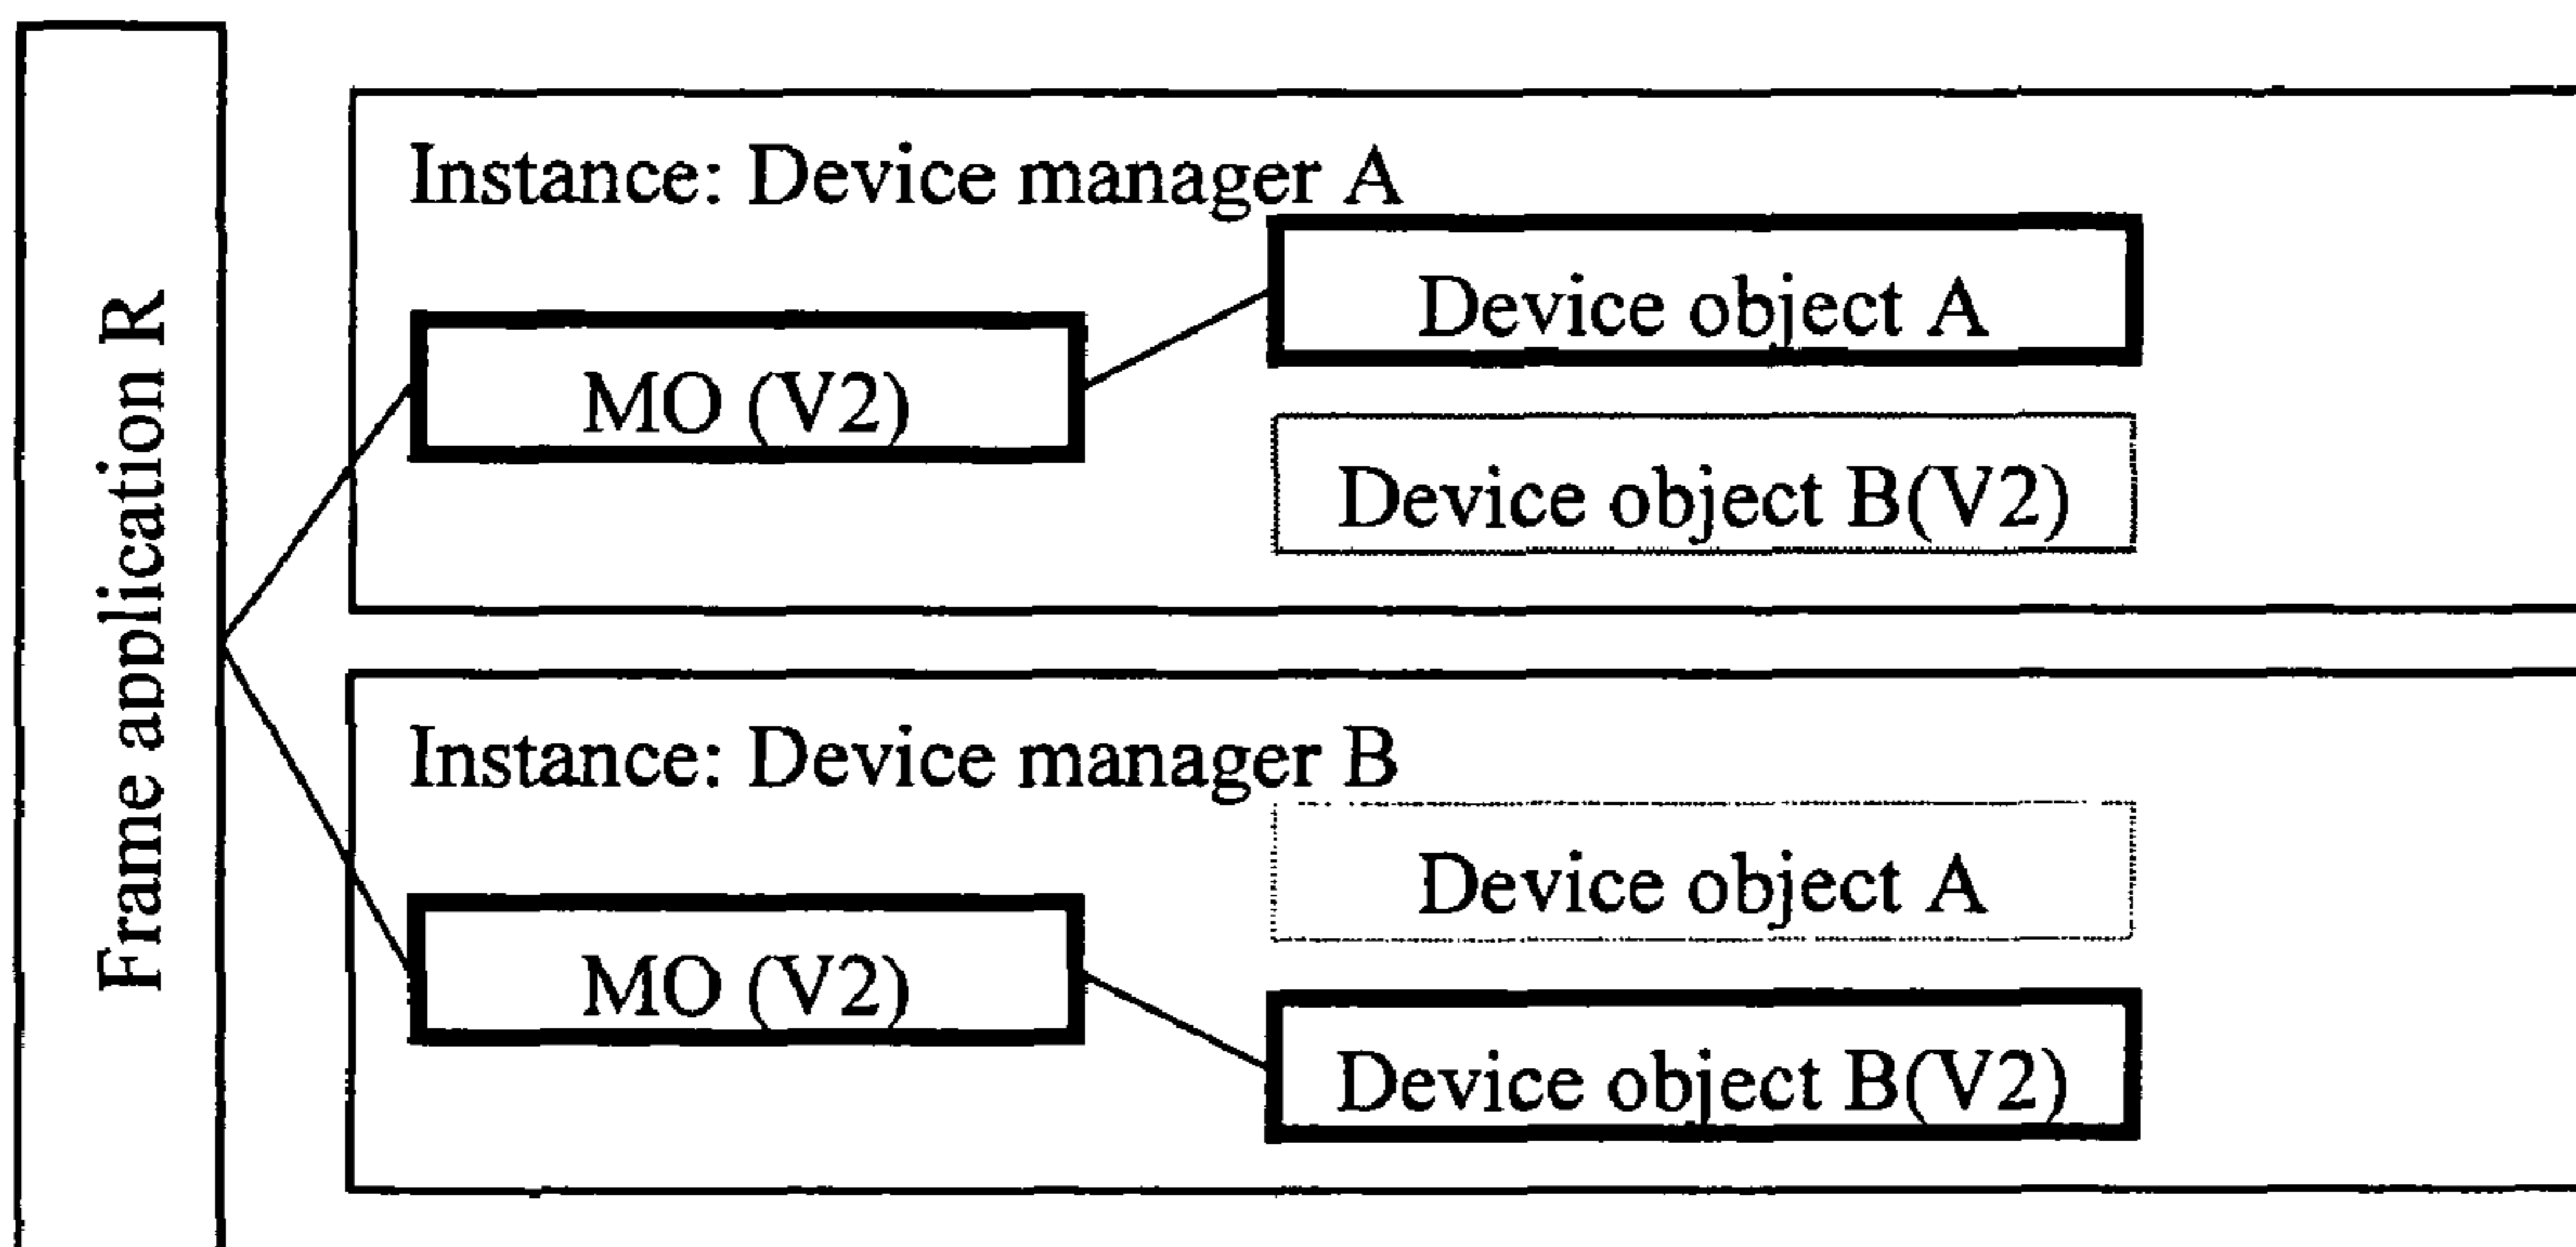 Frame application R
Instance: Device manager A
Device object A
MO (V2)
Device object B(V2)
Instance: Device manager B
Device object A
MO (V2)
Device object B(V2)